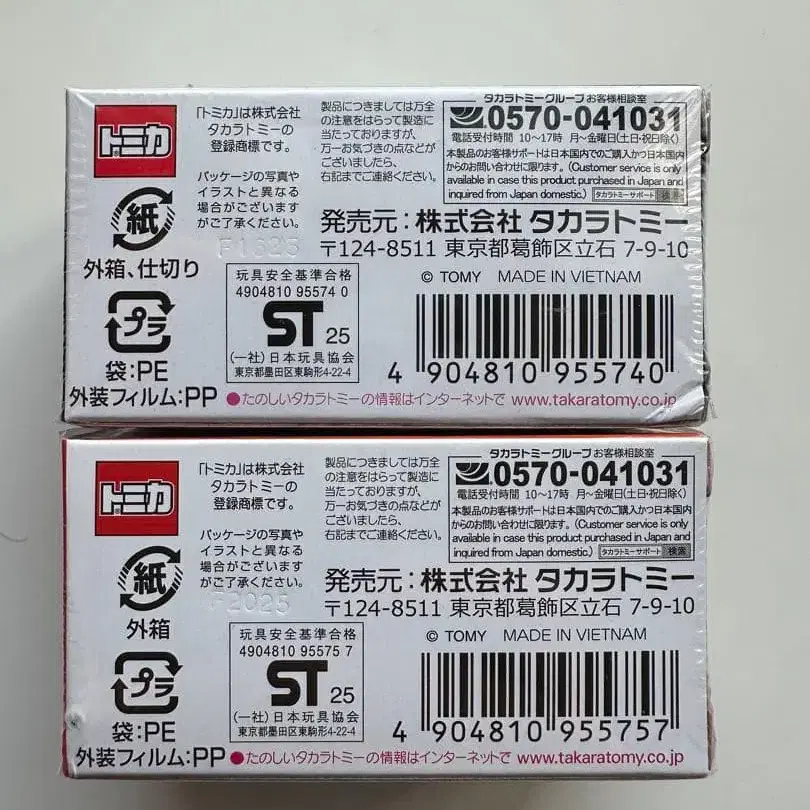 トミカ
「トミカ」は株式会社
タカラトミーの
登録商標です。
パッケージの写真や
イラストと異なる
場合がございます
がご了承ください。
F1625
製品につきましては万全
の注意をはらって製造に
当たっておりますが、
万一お気づきの点などが
ございましたら、
右記までご連絡ください。
タカラトミーグループ お客様相談室
0570-041031
電話受付時間 10〜17時 月〜金曜日(土日・祝日除く)
本製品のお客様サポートは日本国内でのご購入かつ日本国内
からのお問い合わせに限ります。(Customer service is only
available in case this product purchased in Japan and
inquired from Japan domestic.) タカラトミーサポート 検索
発売元:株式会社 タカラトミー
〒124-8511 東京都葛飾区立石 7-9-10
© TOMY MADE IN VIETNAM
紙
外箱、仕切り
プラ
袋:PE
外装フィルム:PP
玩具安全基準合格
4904810 95574 0
ST 25
(一社)日本玩具協会
東京都墨田区東駒形4-22-4
4 904810 955740
●たのしいタカラトミーの情報はインターネットで www.takaratomy.co.jp
トミカ
「トミカ」は株式会社
タカラトミーの
登録商標です。
パッケージの写真や
イラストと異なる
場合がございます
がご了承ください。
F2025
製品につきましては万全
の注意をはらって製造に
当たっておりますが、
万一お気づきの点などが
ございましたら、
右記までご連絡ください。
タカラトミーグループ お客様相談室
0570-041031
電話受付時間 10〜17時 月〜金曜日(土日・祝日除く)
本製品のお客様サポートは日本国内でのご購入かつ日本国内
からのお問い合わせに限ります。(Customer service is only
available in case this product purchased in Japan and
inquired from Japan domestic.) タカラトミーサポート 検索
発売元:株式会社 タカラトミー
〒124-8511 東京都葛飾区立石 7-9-10
© TOMY MADE IN VIETNAM
紙
外箱
プラ
袋:PE
外装フィルム:PP
玩具安全基準合格
4904810 95575 7
ST 25
(一社)日本玩具協会
東京都墨田区東駒形4-22-4
4 904810 955757
●たのしいタカラトミーの情報はインターネットで www.takaratomy.co.jp